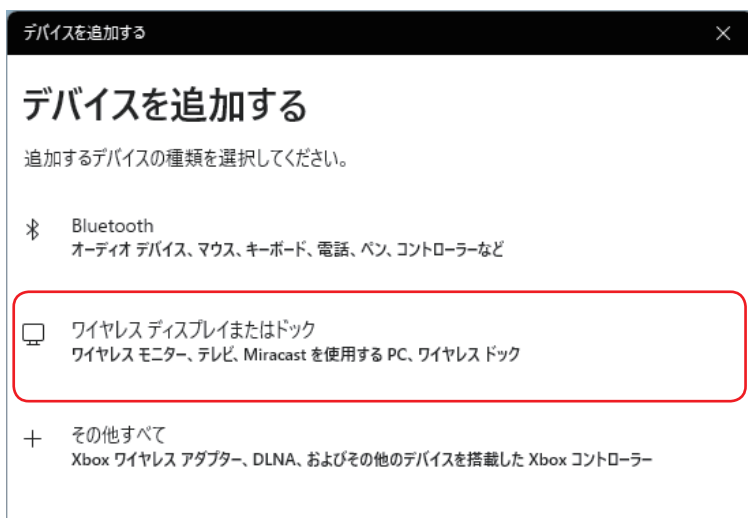 デバイスを追加する
デバイスを追加する
追加するデバイスの種類を選択してください。
Bluetooth
オーディオ デバイス、マウス、キーボード、電話、ペン、コントローラーなど
ワイヤレス ディスプレイまたはドック
ワイヤレス モニター、テレビ、Miracast を使用する PC、ワイヤレス ドック
その他すべて
Xbox ワイヤレス アダプター、DLNA、およびその他のデバイスを搭載した Xbox コントローラー